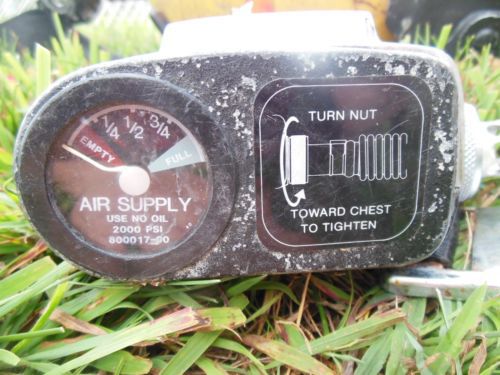 1/4 1/2 3/4
EMPTY
FULL
AIR SUPPLY
USE NO OIL
2000 PSI
800017-00
TURN NUT
TOWARD CHEST
TO TIGHTEN